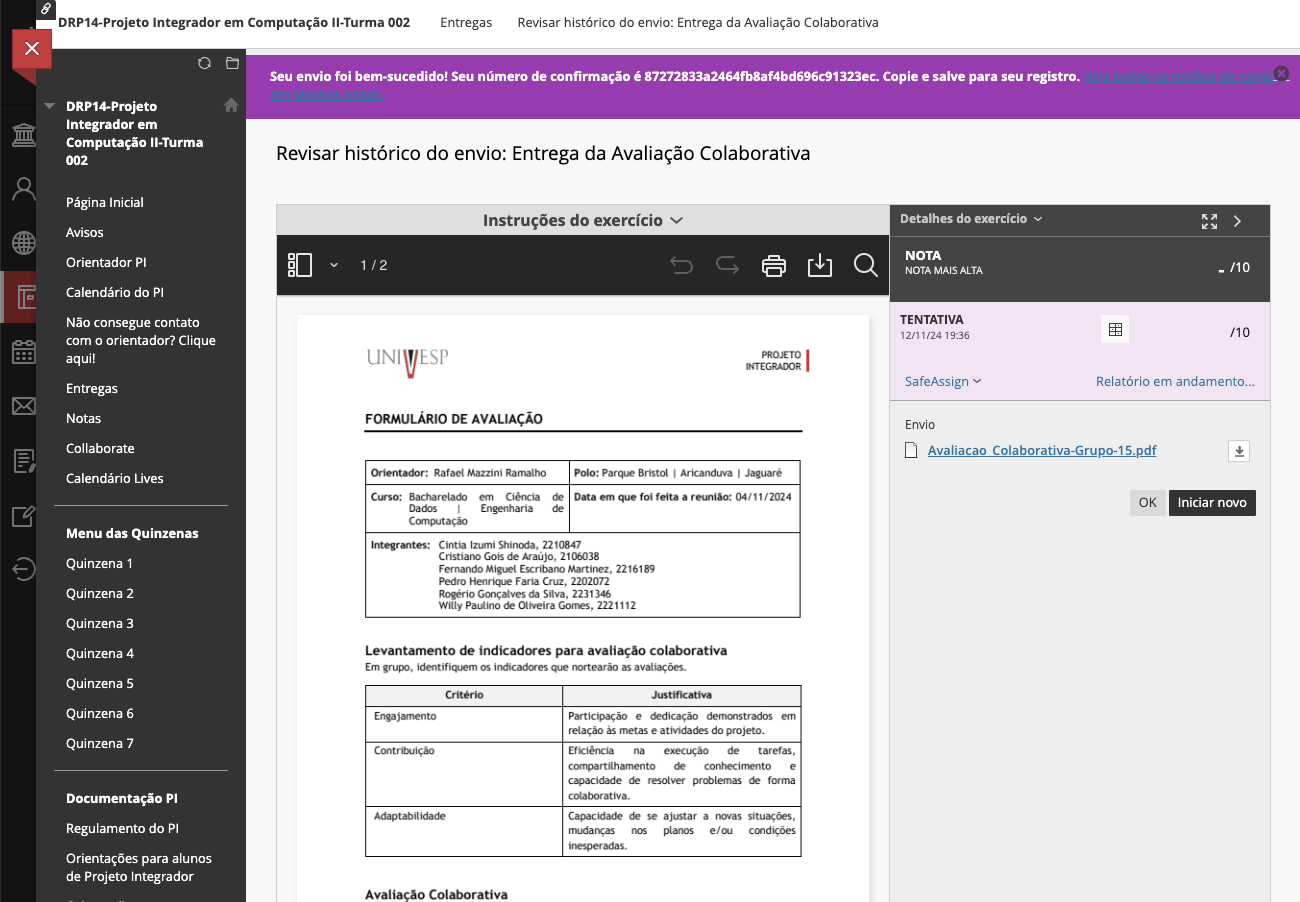 DRP14-Projeto Integrador em Computação II-Turma 002 Entregas Revisar histórico do envio: Entrega da Avaliação Colaborativa
DRP14-Projeto
Integrador em
Computação II-Turma
002
Página Inicial
Avisos
Orientador PI
Calendário do PI
Não consegue contato
com o orientador? Clique
aqui!
Entregas
Notas
Collaborate
Calendário Lives
Menu das Quinzenas
Quinzena 1
Quinzena 2
Quinzena 3
Quinzena 4
Quinzena 5
Quinzena 6
Quinzena 7
Documentação PI
Regulamento do PI
Orientações para alunos
de Projeto Integrador
Seu envio foi bem-sucedido! Seu número de confirmação é 87272833a2464fb8af4bd696c91323ec. Copie e salve para seu registro. Veja todos os recibos de envio
em Minhas notas.
Revisar histórico do envio: Entrega da Avaliação Colaborativa
Instruções do exercício
1 / 2
UNIVESP
PROJETO
INTEGRADOR
FORMULÁRIO DE AVALIAÇÃO
Orientador: Rafael Mazzini Ramalho
Polo: Parque Bristol | Aricanduva | Jaguaré
Curso: Bacharelado em Ciência de
Dados | Engenharia de
Computação
Data em que foi feita a reunião: 04/11/2024
Integrantes: Cintia Izumi Shinoda, 2210847
Cristiano Gois de Araújo, 2106038
Fernando Miguel Escribano Martinez, 2216189
Pedro Henrique Faria Cruz, 2202072
Rogério Gonçalves da Silva, 2231346
Willy Paulino de Oliveira Gomes, 2221112
Levantamento de indicadores para avaliação colaborativa
Em grupo, identifiquem os indicadores que nortearão as avaliações.
Critério Justificativa
Engajamento
Participação e dedicação demonstrados em
relação às metas e atividades do projeto.
Contribuição
Eficiência na execução de tarefas,
compartilhamento de conhecimento e
capacidade de resolver problemas de forma
colaborativa.
Adaptabilidade
Capacidade de se ajustar a novas situações,
mudanças nos planos e/ou condições
inesperadas.
Avaliação Colaborativa
Detalhes do exercício
NOTA
NOTA MAIS ALTA
- /10
TENTATIVA
12/11/24 19:36
/10
SafeAssign
Relatório em andamento...
Envio
Avaliacao_Colaborativa-Grupo-15.pdf
OK
Iniciar novo